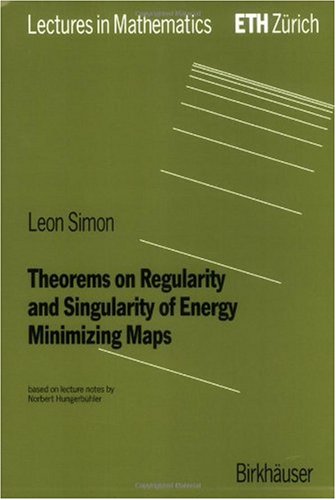 Lectures in Mathematics ETH Zürich
Leon Simon
Theorems on Regularity
and Singularity of Energy
Minimizing Maps
based on lecture notes by
Norbert Hungerbühler
Birkhäuser